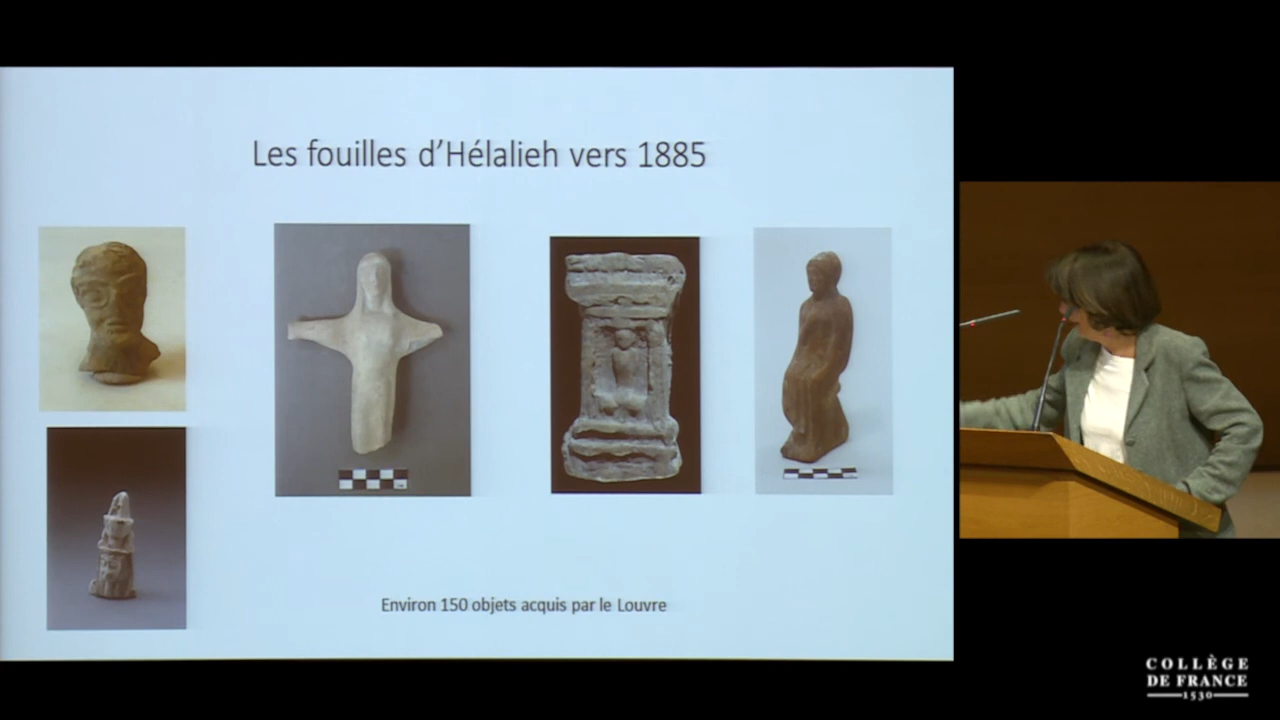 Les fouilles d'Hélalieh vers 1885
Environ 150 objets acquis par le Louvre
COLLÈGE
DE FRANCE
1530